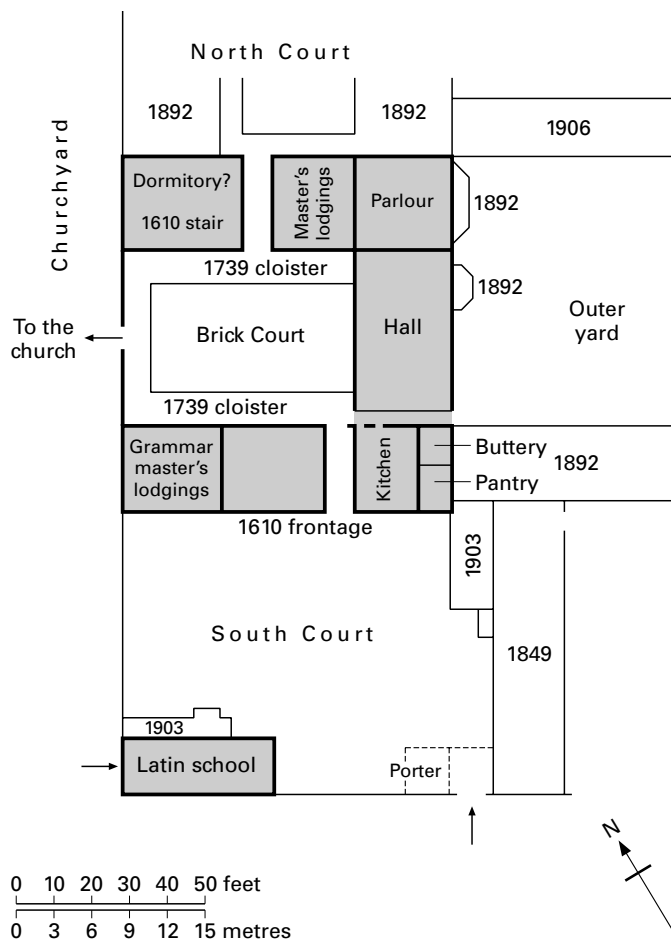 North Court
Churchyard
1892
1892
1906
Dormitory?
1610 stair
Master's
lodgings
Parlour
1892
1739 cloister
1892
To the
church
Brick Court
Hall
Outer
yard
1739 cloister
Grammar
master's
lodgings
Kitchen
Buttery
Pantry
1892
1610 frontage
1903
South Court
1849
1903
Latin school
Porter
N
0 10 20 30 40 50 feet
0 3 6 9 12 15 metres